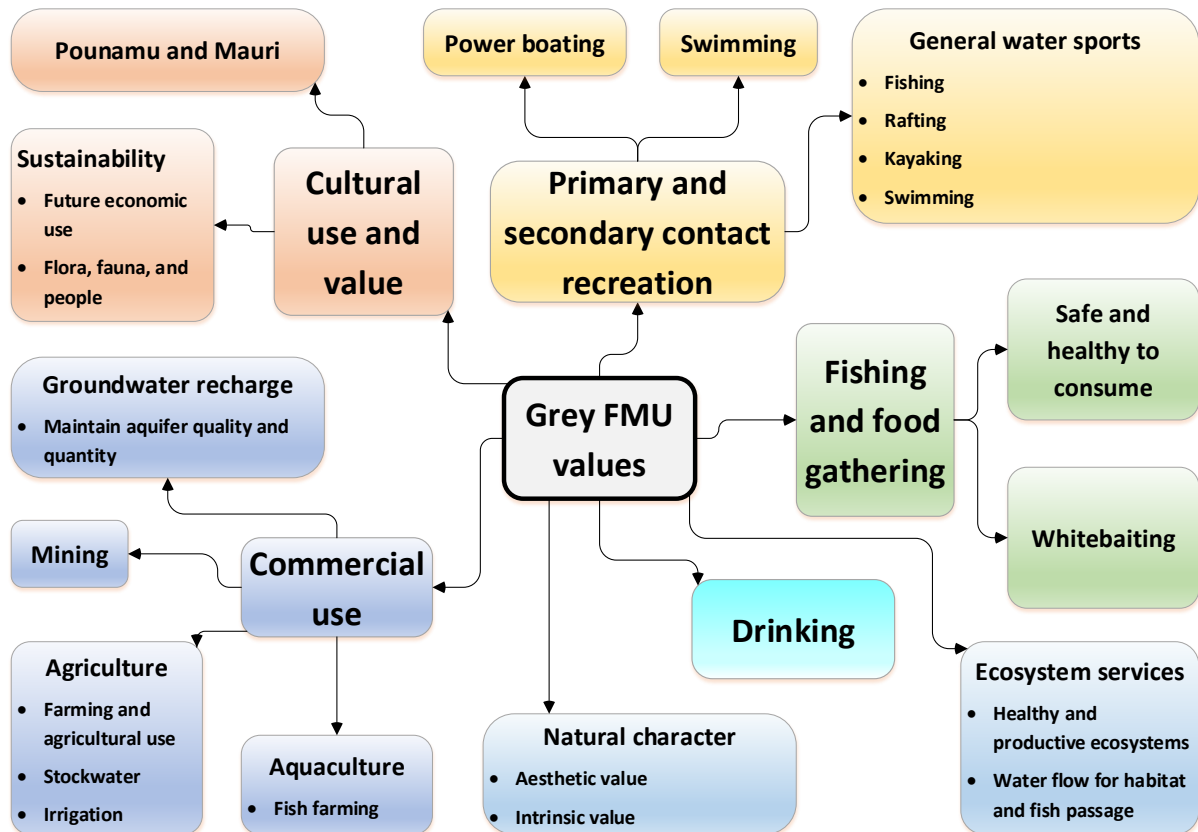 Pounamu and Mauri
Power boating
Swimming
General water sports
• Fishing
• Rafting
• Kayaking
• Swimming
Sustainability
• Future economic
use
• Flora, fauna, and
people
Cultural
use and
value
Primary and
secondary contact
recreation
Safe and
healthy to
consume
Groundwater recharge
• Maintain aquifer quality and
quantity
Grey FMU
values
Fishing
and food
gathering
Whitebaiting
Mining
Commercial
use
Drinking
Agriculture
• Farming and
agricultural use
• Stockwater
• Irrigation
Aquaculture
• Fish farming
Natural character
• Aesthetic value
• Intrinsic value
Ecosystem services
• Healthy and
productive ecosystems
• Water flow for habitat
and fish passage